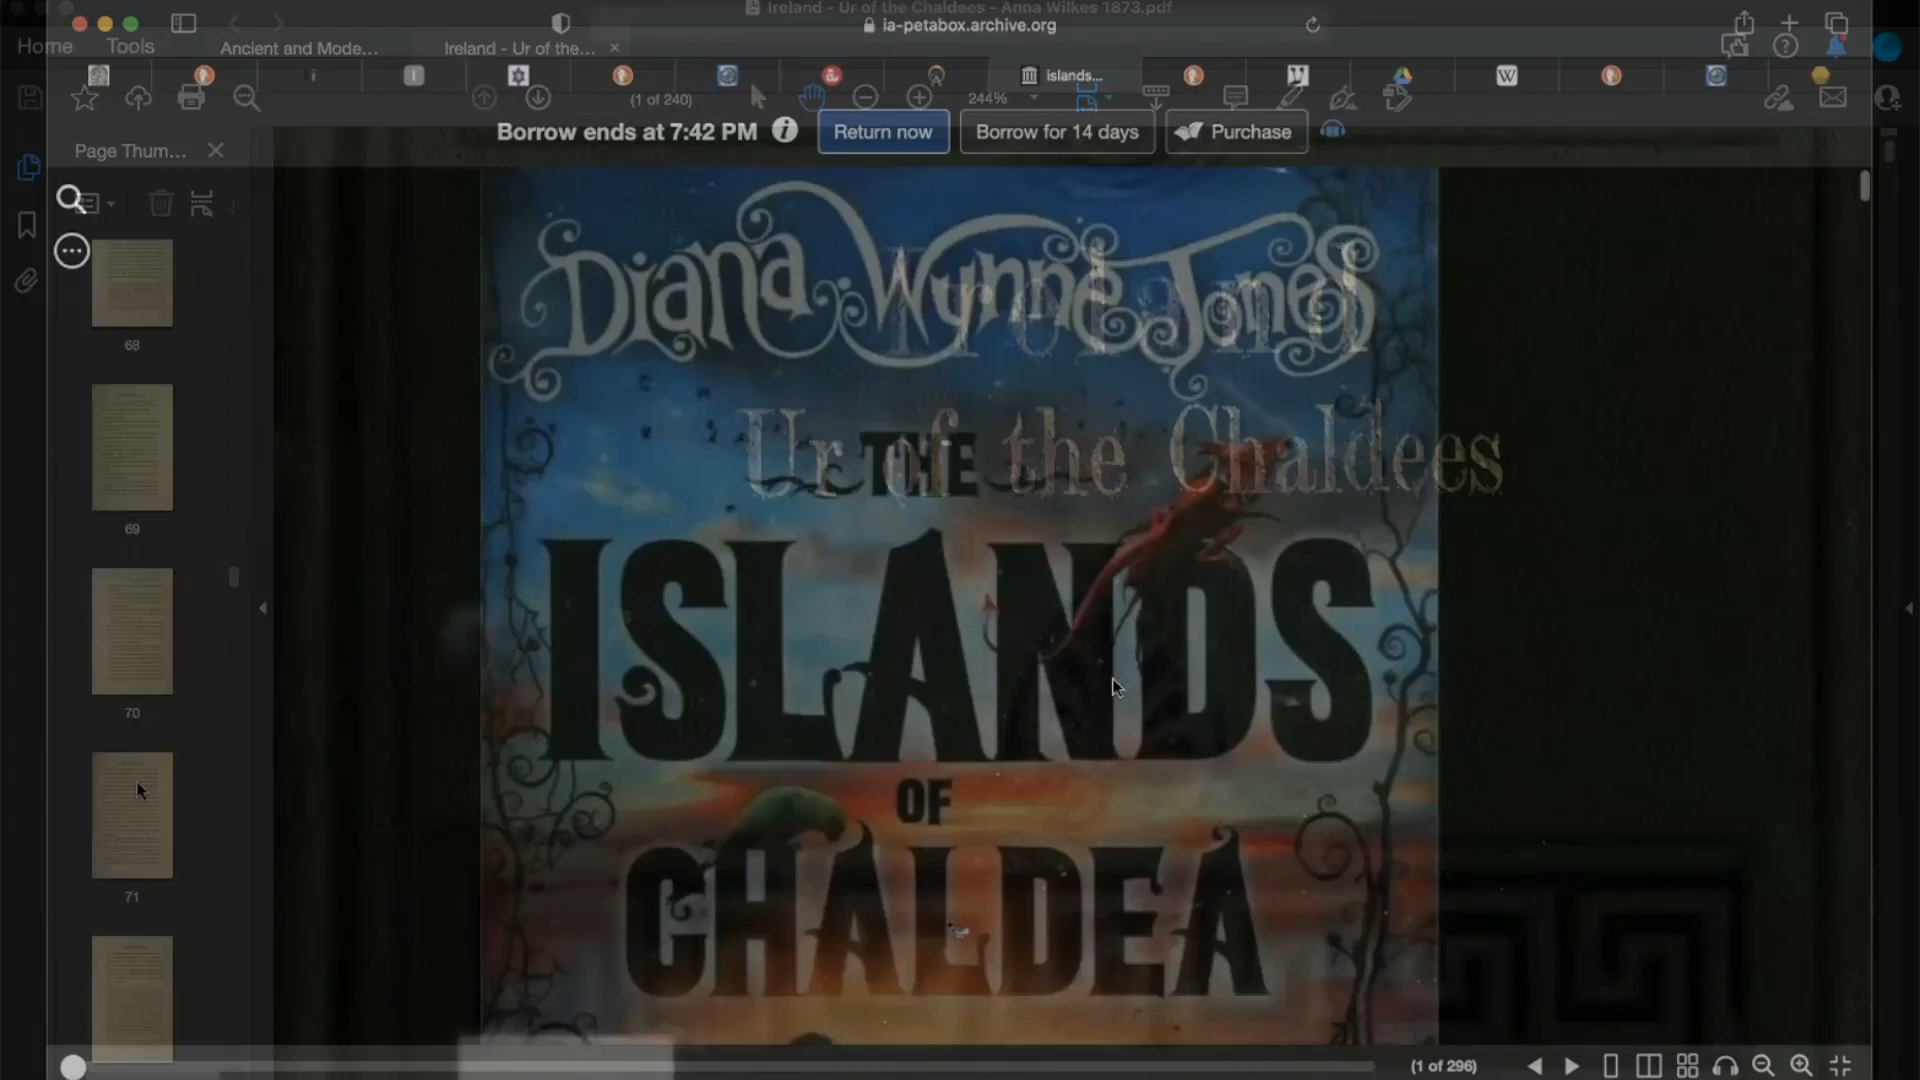 Ireland - Ur of the Chaldees - Anna Wilkes 1873.pdf
ia-petabox.archive.org
Home
Tools
Ancient and Mode...
Ireland - Ur of the...
islands...
(1 of 240)
244%
Borrow ends at 7:42 PM
Return now
Borrow for 14 days
Purchase
Page Thum...
68
69
70
71
Diana Wynne Jones
Ireland
Ur of the Chaldees
THE
ISLANDS
OF
CHALDEA
(1 of 296)